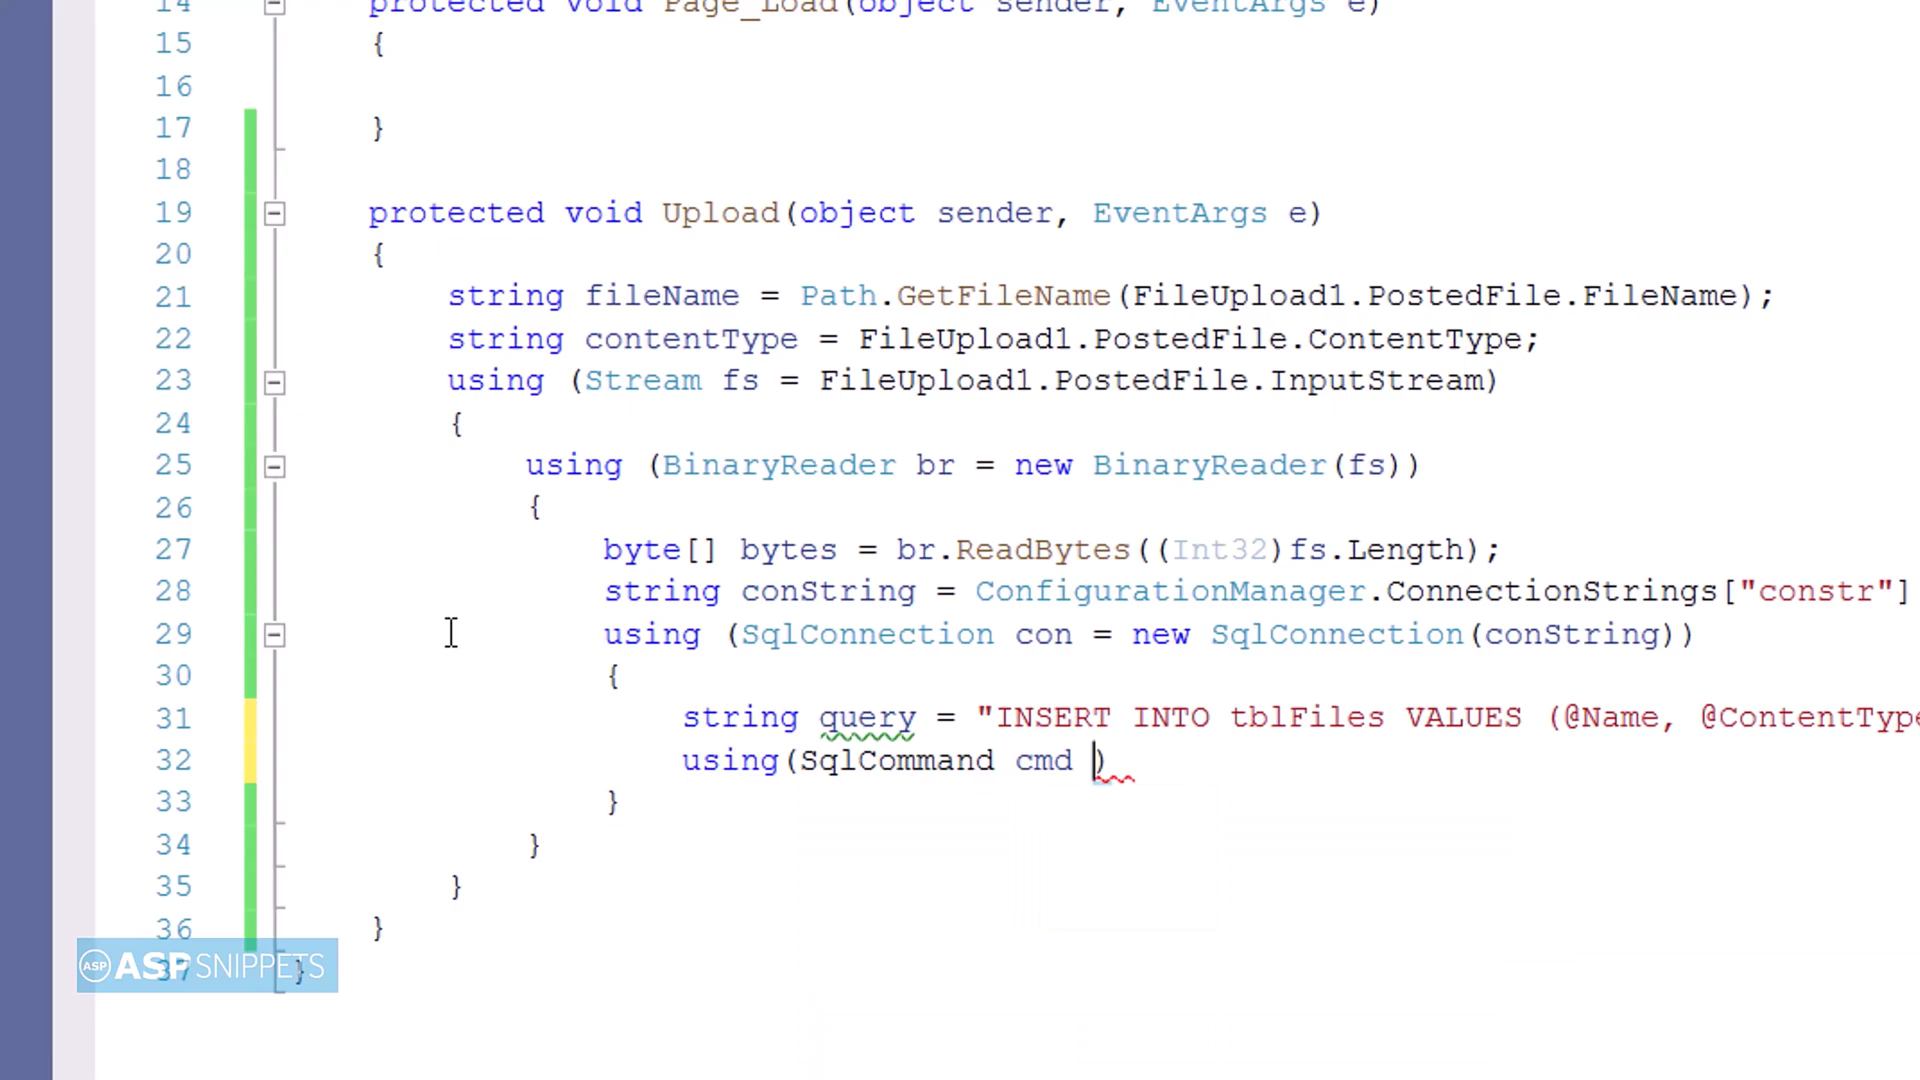 14 protected void Page_Load(object sender, EventArgs e)
15 {
16
17 }
18
19 protected void Upload(object sender, EventArgs e)
20 {
21 string fileName = Path.GetFileName(FileUpload1.PostedFile.FileName);
22 string contentType = FileUpload1.PostedFile.ContentType;
23 using (Stream fs = FileUpload1.PostedFile.InputStream)
24 {
25 using (BinaryReader br = new BinaryReader(fs))
26 {
27 byte[] bytes = br.ReadBytes((Int32)fs.Length);
28 string conString = ConfigurationManager.ConnectionStrings["constr"]
29 using (SqlConnection con = new SqlConnection(conString))
30 {
31 string query = "INSERT INTO tblFiles VALUES (@Name, @ContentType
32 using(SqlCommand cmd )
33 }
34 }
35 }
36 }
37 }
ASP ASPSNIPPETS